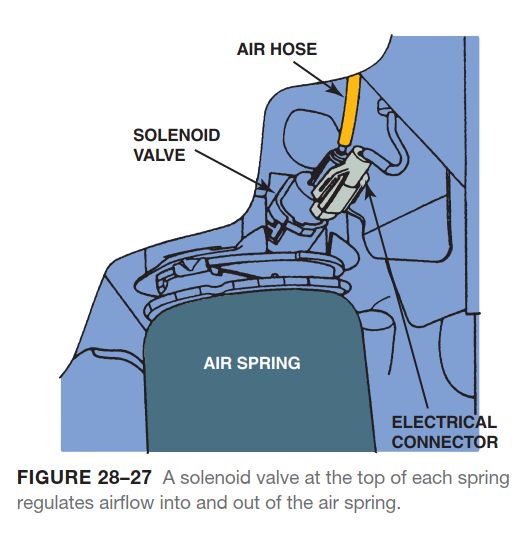 AIR HOSE
SOLENOID
VALVE
AIR SPRING
ELECTRICAL
CONNECTOR
FIGURE 28–27 A solenoid valve at the top of each spring
regulates airflow into and out of the air spring.